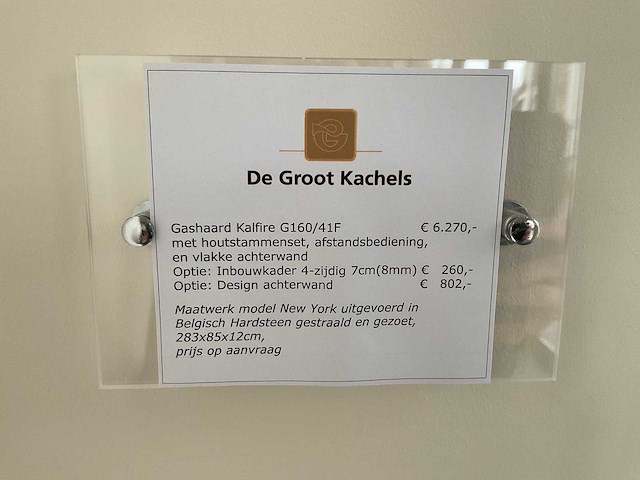 De Groot Kachels
Gashaard Kalfire G160/41F € 6.270,-
met houtstammenset, afstandsbediening,
en vlakke achterwand
Optie: Inbouwkader 4-zijdig 7cm(8mm) € 260,-
Optie: Design achterwand € 802,-
Maatwerk model New York uitgevoerd in
Belgisch Hardsteen gestraald en gezoet,
283x85x12cm,
prijs op aanvraag